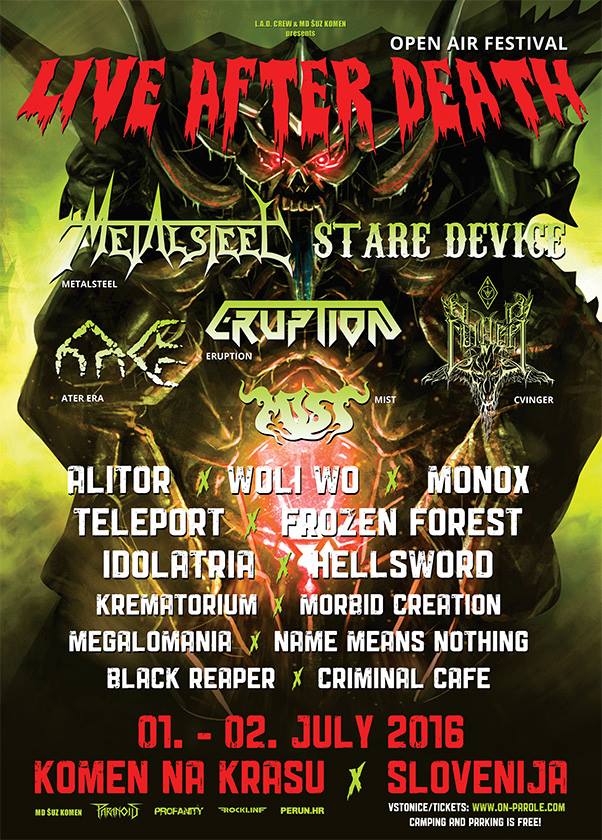 L.A.D. CREW & MD ŠUZ KOMEN
presents
OPEN AIR FESTIVAL
LIVE AFTER DEATH
METALSTEEL STARE DEVICE
METALSTEEL
ERUPTION
ERUPTION
ATER ERA
MIST
MIST
CVINGER
CVINGER
ALITOR x WOLI WO x MONOX
TELEPORT x FROZEN FOREST
IDOLATRIA x HELLSWORD
KREMATORIUM x MORBID CREATION
MEGALOMANIA x NAME MEANS NOTHING
BLACK REAPER x CRIMINAL CAFE
01. - 02. JULY 2016
KOMEN NA KRASU x SLOVENIJA
MD ŠUZ KOMEN PARANOID PROFANITY ROCKLINE PERUN.HR
VSTONICE/TICKETS: WWW.ON-PAROLE.COM
CAMPING AND PARKING IS FREE!